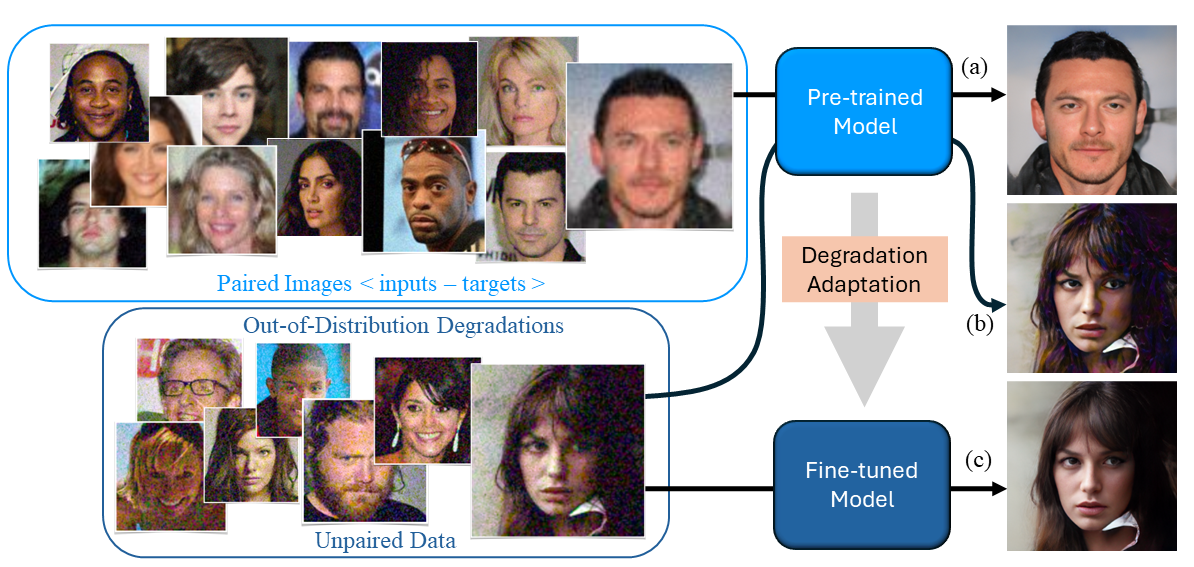 Paired Images < inputs – targets >
Out-of-Distribution Degradations
Unpaired Data
Pre-trained
Model
Degradation
Adaptation
Fine-tuned
Model
(a)
(b)
(c)